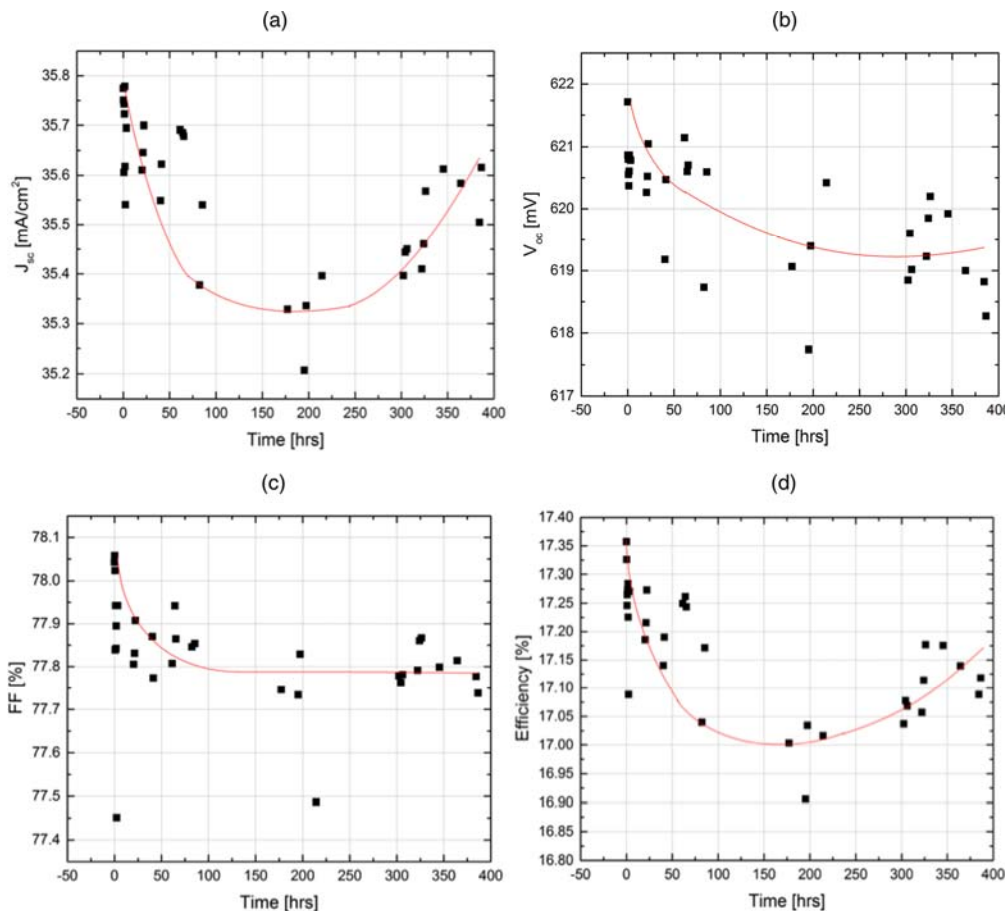 (a)
35.8
35.7
35.6
35.5
35.4
35.3
35.2
Jsc [mA/cm²]
-50 0 50 100 150 200 250 300 350 400
Time [hrs]
(b)
622
621
620
619
618
617
Voc [mV]
-50 0 50 100 150 200 250 300 350 400
Time [hrs]
(c)
78.1
78.0
77.9
77.8
77.7
77.6
77.5
77.4
FF [%]
-50 0 50 100 150 200 250 300 350 400
Time [hrs]
(d)
17.40
17.35
17.30
17.25
17.20
17.15
17.10
17.05
17.00
16.95
16.90
16.85
16.80
Efficiency [%]
-50 0 50 100 150 200 250 300 350 400
Time [hrs]